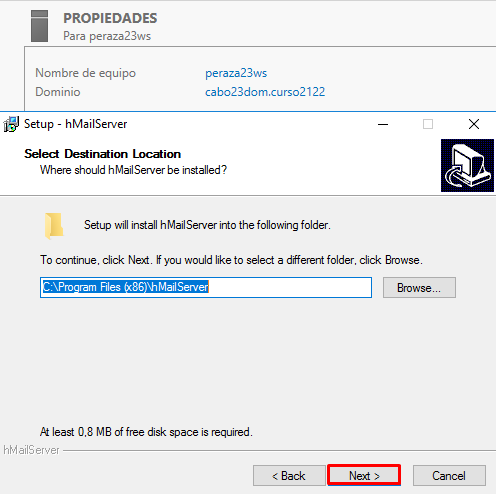 PROPIEDADES
Para peraza23ws
Nombre de equipo peraza23ws
Dominio cabo23dom.curso2122
Setup - hMailServer
Select Destination Location
Where should hMailServer be installed?
Setup will install hMailServer into the following folder.
To continue, click Next. If you would like to select a different folder, click Browse.
C:\Program Files (x86)\hMailServer Browse...
At least 0,8 MB of free disk space is required.
hMailServer
< Back Next > Cancel